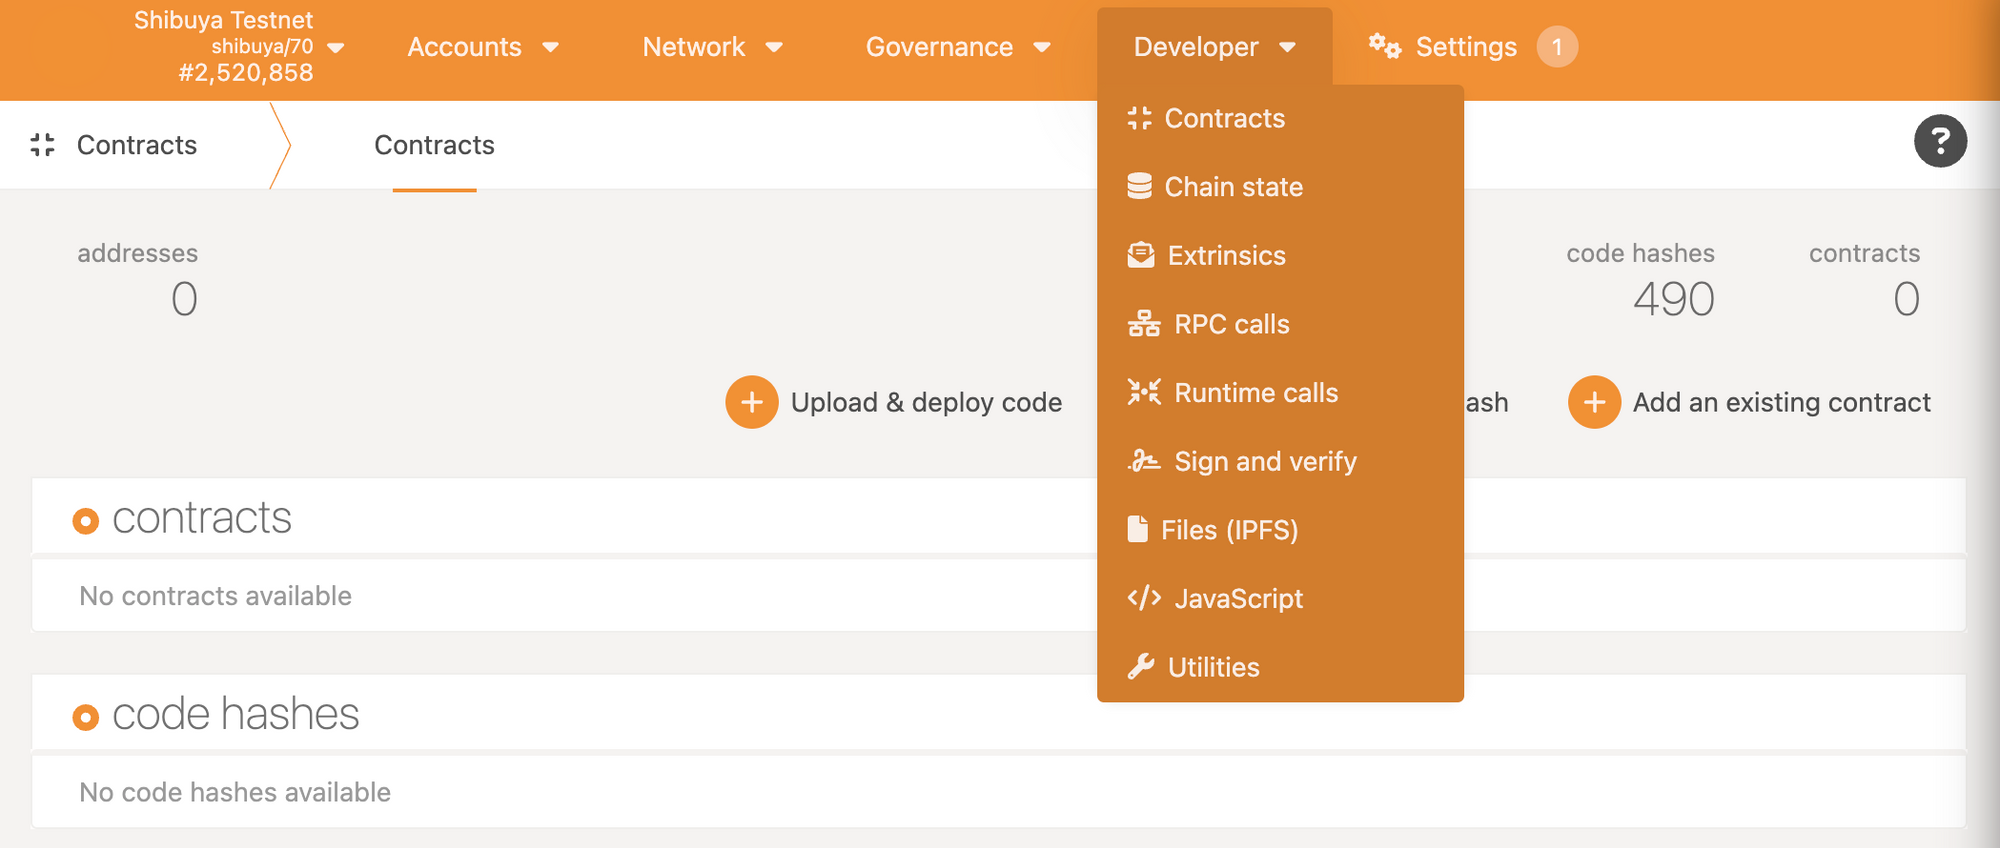 Shibuya Testnet
shibuya/70
#2,520,858
Accounts
Network
Governance
Developer
Settings
1
Contracts
Contracts
?
Contracts
Chain state
Extrinsics
RPC calls
Runtime calls
Sign and verify
Files (IPFS)
JavaScript
Utilities
addresses
0
code hashes
490
contracts
0
Upload & deploy code
ash
Add an existing contract
contracts
No contracts available
code hashes
No code hashes available